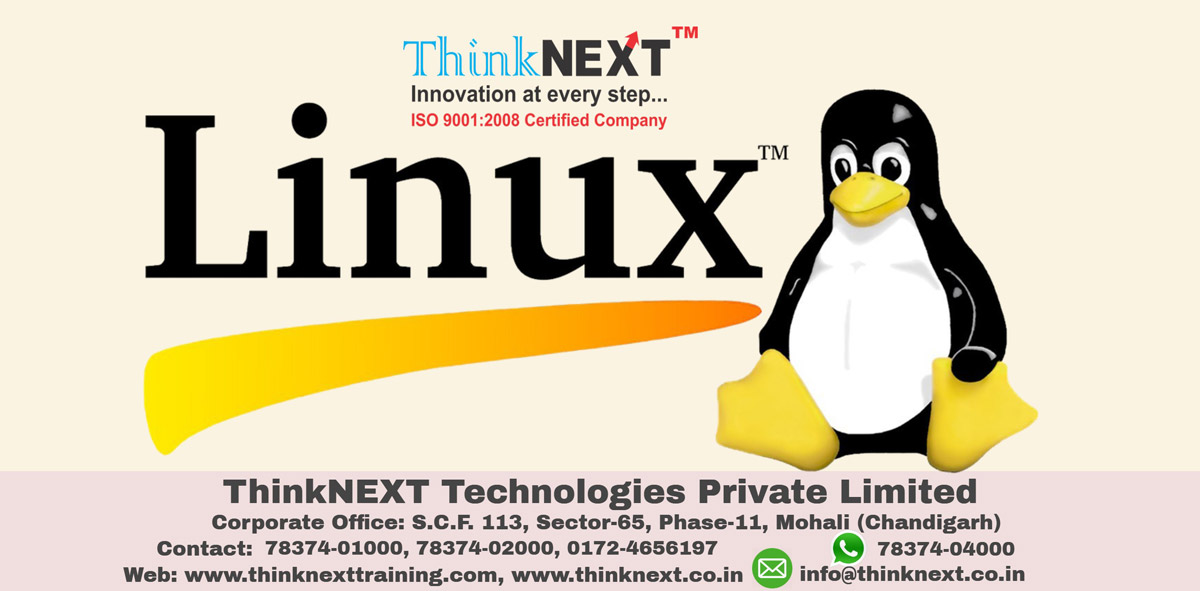 ThinkNEXT™
Innovation at every step...
ISO 9001:2008 Certified Company
Linux™
ThinkNEXT Technologies Private Limited
Corporate Office: S.C.F. 113, Sector-65, Phase-11, Mohali (Chandigarh)
Contact: 78374-01000, 78374-02000, 0172-4656197 78374-04000
Web: www.thinknexttraining.com, www.thinknext.co.in info@thinknext.co.in